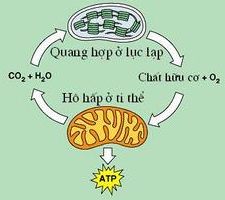 Quang hợp ở lục lạp
CO₂ + H₂O
Chất hữu cơ + O₂
Hô hấp ở ti thể
ATP